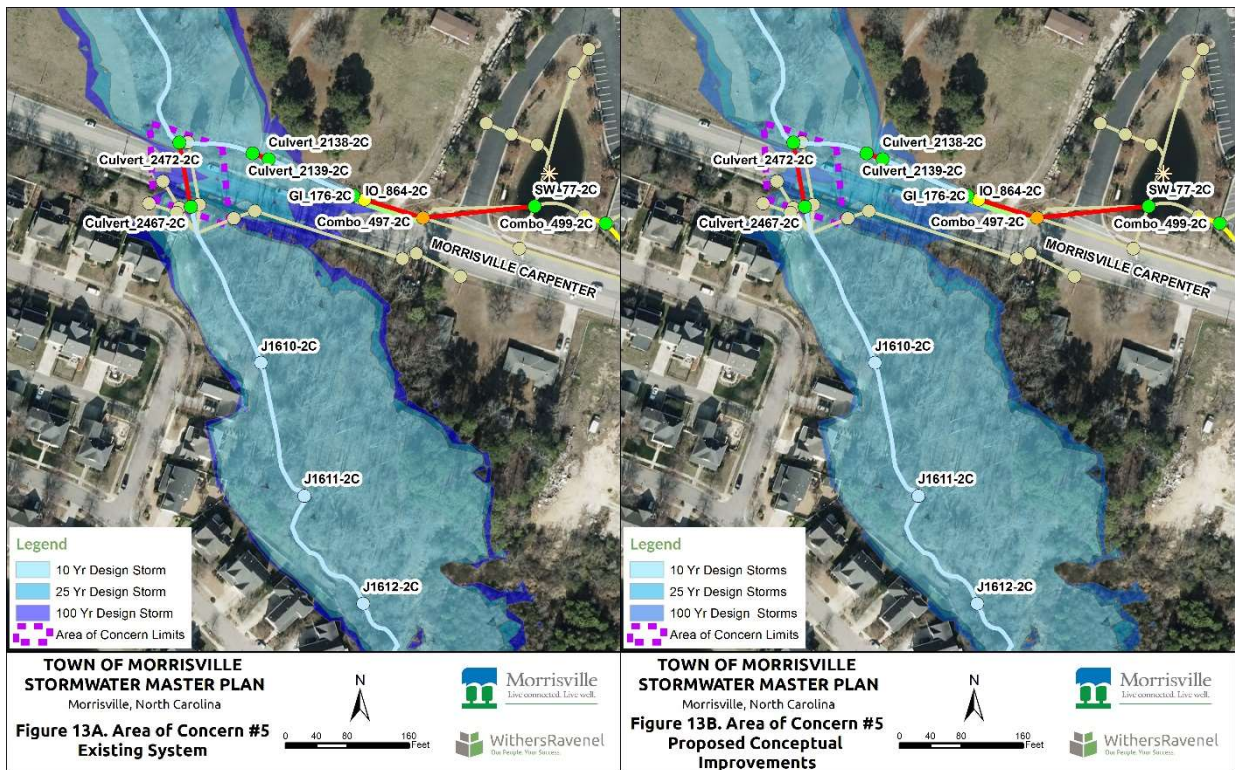 Culvert_2138-2C
Culvert_2472-2C
Culvert_2139-2C
GI_176-2C
IO_864-2C
SW_77-2C
Culvert_2467-2C
Combo_497-2C
Combo_499-2C
MORRISVILLE CARPENTER
J1610-2C
J1611-2C
J1612-2C
Legend
10 Yr Design Storm
25 Yr Design Storm
100 Yr Design Storm
Area of Concern Limits
TOWN OF MORRISVILLE
STORMWATER MASTER PLAN
Morrisville, North Carolina
Figure 13A. Area of Concern #5
Existing System
N
0 40 80 160
Feet
Morrisville
Live connected. Live well.
WithersRavenel
Our People. Your Success.
Culvert_2138-2C
Culvert_2472-2C
Culvert_2139-2C
GI_176-2C
IO_864-2C
SW_77-2C
Culvert_2467-2C
Combo_497-2C
Combo_499-2C
MORRISVILLE CARPENTER
J1610-2C
J1611-2C
J1612-2C
Legend
10 Yr Design Storms
25 Yr Design Storms
100 Yr Design Storms
Area of Concern Limits
TOWN OF MORRISVILLE
STORMWATER MASTER PLAN
Morrisville, North Carolina
Figure 13B. Area of Concern #5
Proposed Conceptual
Improvements
N
0 40 80 160
Feet
Morrisville
Live connected. Live well.
WithersRavenel
Our People. Your Success.